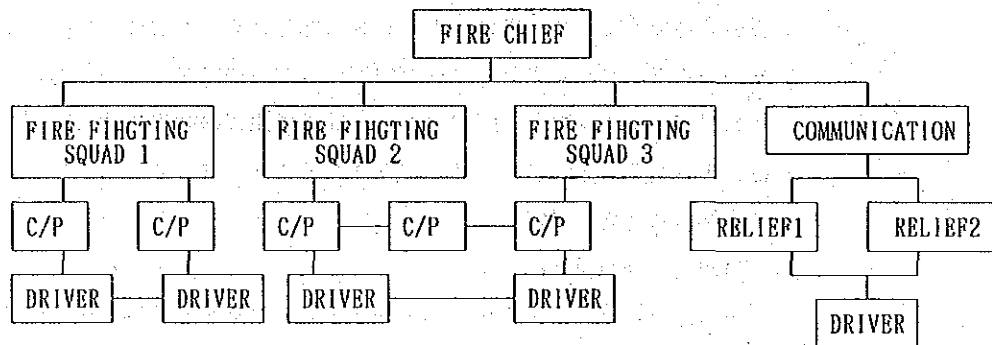 FIRE CHIEF
FIRE FIHGTING
SQUAD 1
FIRE FIHGTING
SQUAD 2
FIRE FIHGTING
SQUAD 3
COMMUNICATION
C/P
C/P
C/P
C/P
C/P
RELIEF1
RELIEF2
DRIVER
DRIVER
DRIVER
DRIVER
DRIVER